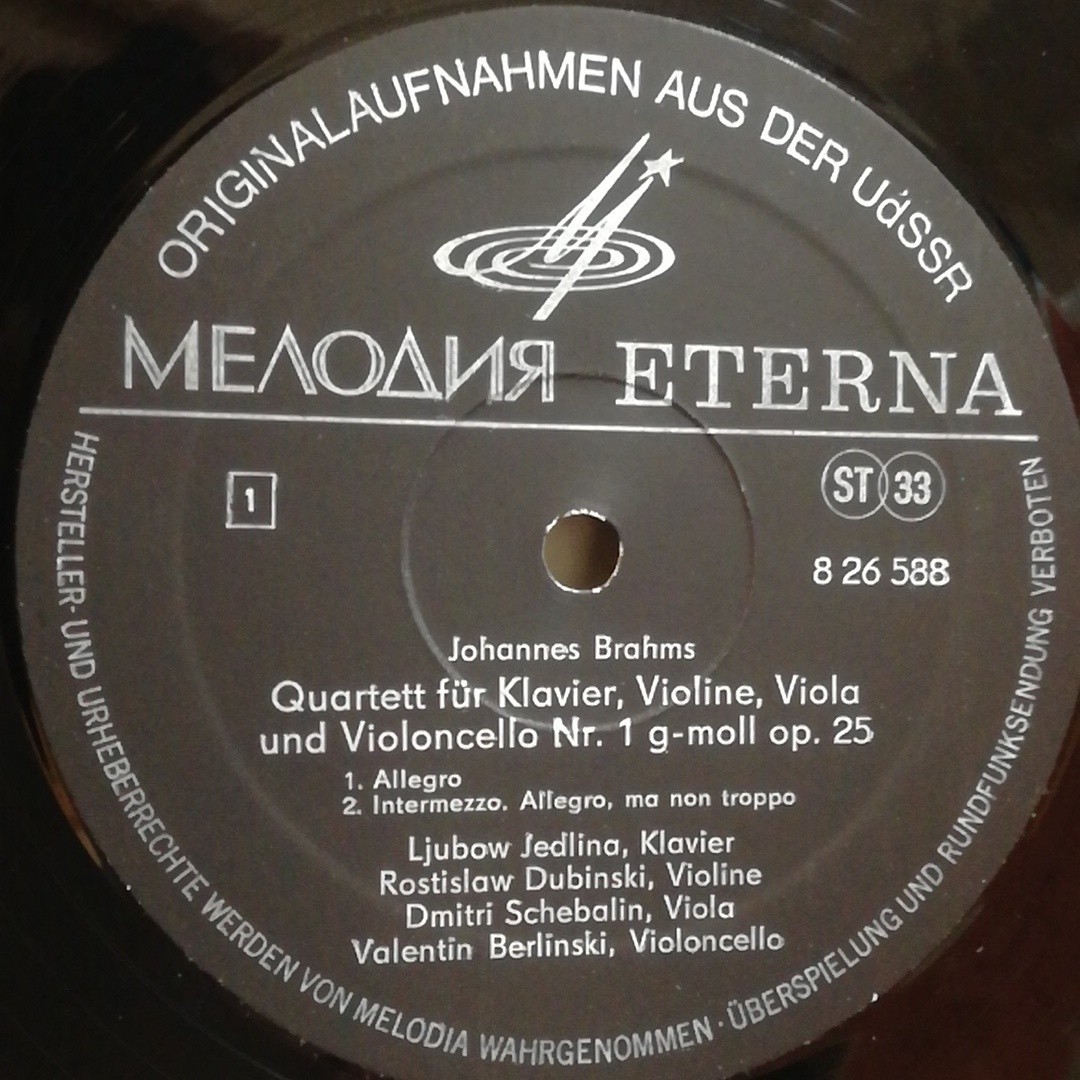 ORIGINALAUFNAHMEN AUS DER UdSSR
МЕЛОДИЯ ETERNA
1
ST 33
8 26 588
Johannes Brahms
Quartett für Klavier, Violine, Viola
und Violoncello Nr. 1 g-moll op. 25
1. Allegro
2. Intermezzo. Allegro, ma non troppo
Ljubow Jedlina, Klavier
Rostislaw Dubinski, Violine
Dmitri Schebalin, Viola
Valentin Berlinski, Violoncello
HERSTELLER- UND URHEBERRECHTE WERDEN VON MELODIA WAHRGENOMMEN · ÜBERSPIELUNG UND RUNDFUNKSENDUNG VERBOTEN